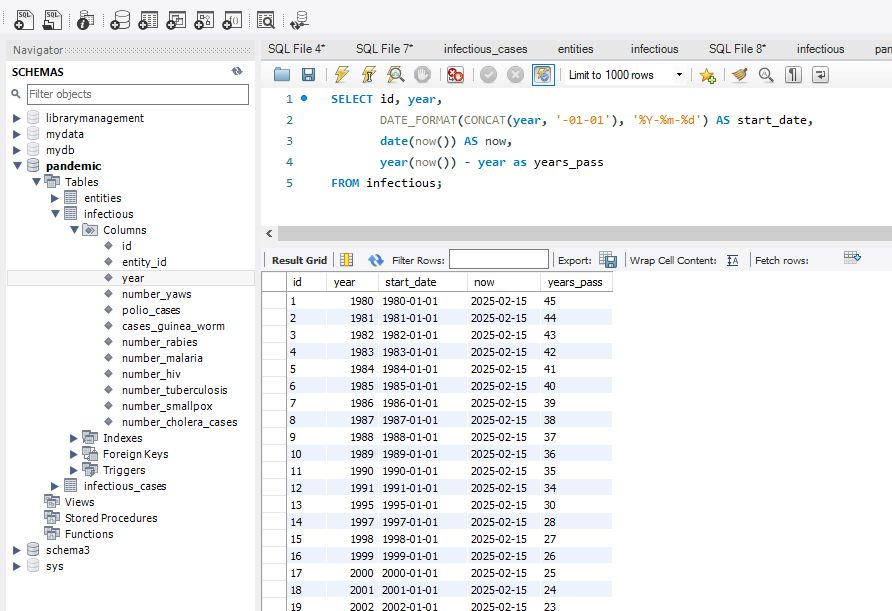 Navigator
SCHEMAS
Filter objects
librarymanagement
mydata
mydb
pandemic
Tables
entities
infectious
Columns
id
entity_id
year
number_yaws
polio_cases
cases_guinea_worm
number_rabies
number_malaria
number_hiv
number_tuberculosis
number_smallpox
number_cholera_cases
Indexes
Foreign Keys
Triggers
infectious_cases
Views
Stored Procedures
Functions
schema3
sys
SQL File 4* SQL File 7* infectious_cases entities infectious SQL File 8* infectious pan
Limit to 1000 rows
1 SELECT id, year,
2 DATE_FORMAT(CONCAT(year, '-01-01'), '%Y-%m-%d') AS start_date,
3 date(now()) AS now,
4 year(now()) - year as years_pass
5 FROM infectious;
Result Grid Filter Rows: Export: Wrap Cell Content: Fetch rows:
id year start_date now years_pass
1 1980 1980-01-01 2025-02-15 45
2 1981 1981-01-01 2025-02-15 44
3 1982 1982-01-01 2025-02-15 43
4 1983 1983-01-01 2025-02-15 42
5 1984 1984-01-01 2025-02-15 41
6 1985 1985-01-01 2025-02-15 40
7 1986 1986-01-01 2025-02-15 39
8 1987 1987-01-01 2025-02-15 38
9 1988 1988-01-01 2025-02-15 37
10 1989 1989-01-01 2025-02-15 36
11 1990 1990-01-01 2025-02-15 35
12 1991 1991-01-01 2025-02-15 34
13 1995 1995-01-01 2025-02-15 30
14 1997 1997-01-01 2025-02-15 28
15 1998 1998-01-01 2025-02-15 27
16 1999 1999-01-01 2025-02-15 26
17 2000 2000-01-01 2025-02-15 25
18 2001 2001-01-01 2025-02-15 24
19 2002 2002-01-01 2025-02-15 23